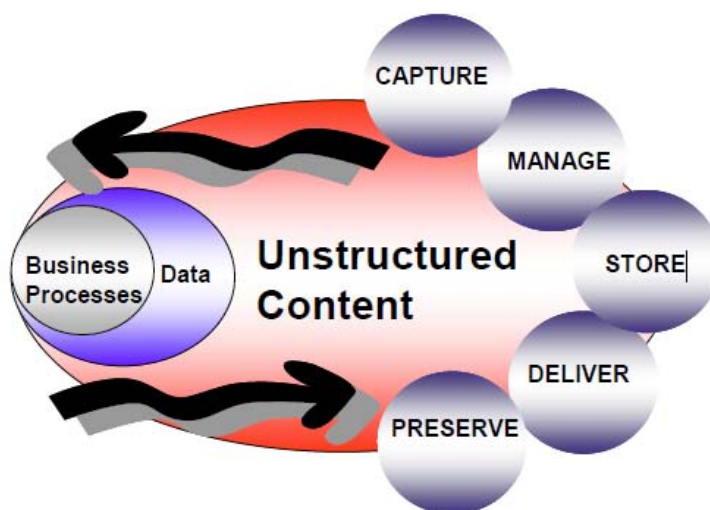 CAPTURE
MANAGE
STORE
DELIVER
PRESERVE
Unstructured
Content
Business
Processes
Data